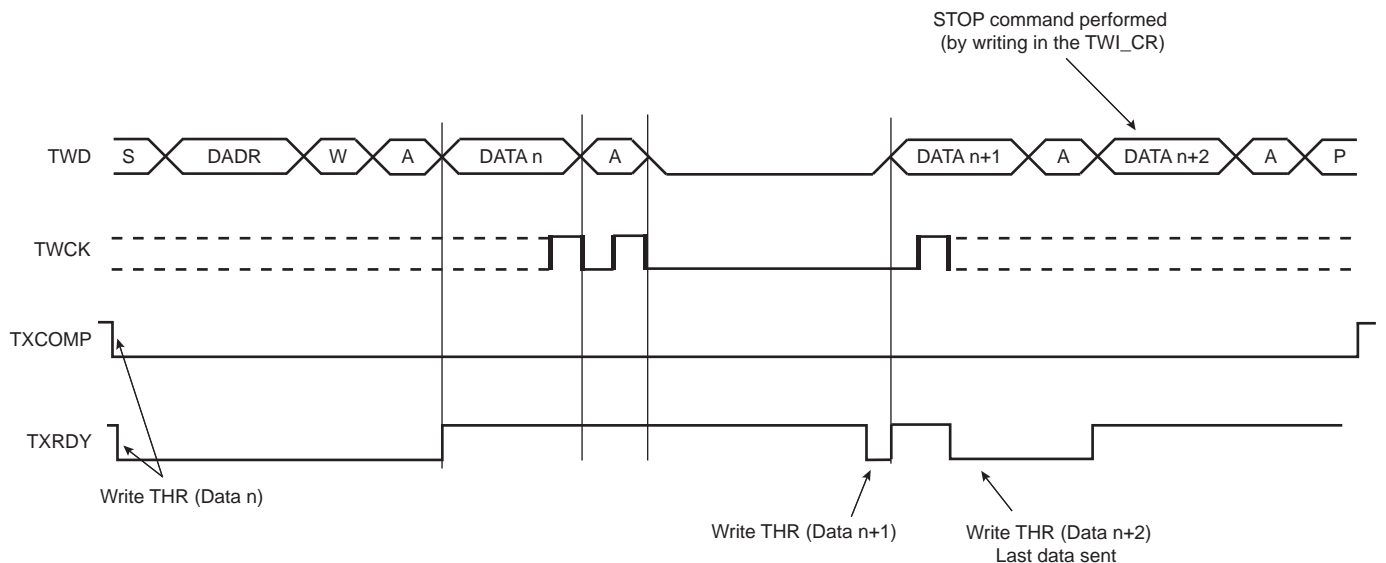 STOP command performed
(by writing in the TWI_CR)
TWD S DADR W A DATA n A DATA n+1 A DATA n+2 A P
TWCK
TXCOMP
TXRDY
Write THR (Data n)
Write THR (Data n+1) Write THR (Data n+2)
Last data sent